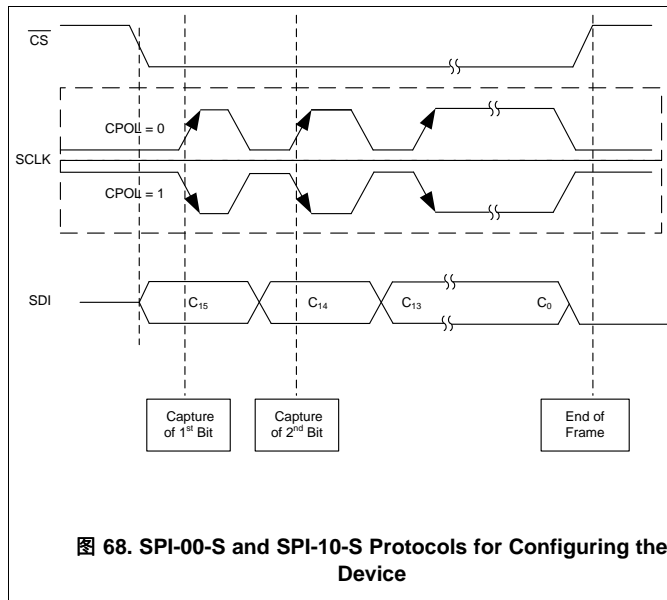 CS
CPOL = 0
SCLK
CPOL = 1
SDI
C15
C14
C13
C0
Capture
of 1st Bit
Capture
of 2nd Bit
End of
Frame
图 68. SPI-00-S and SPI-10-S Protocols for Configuring the
Device